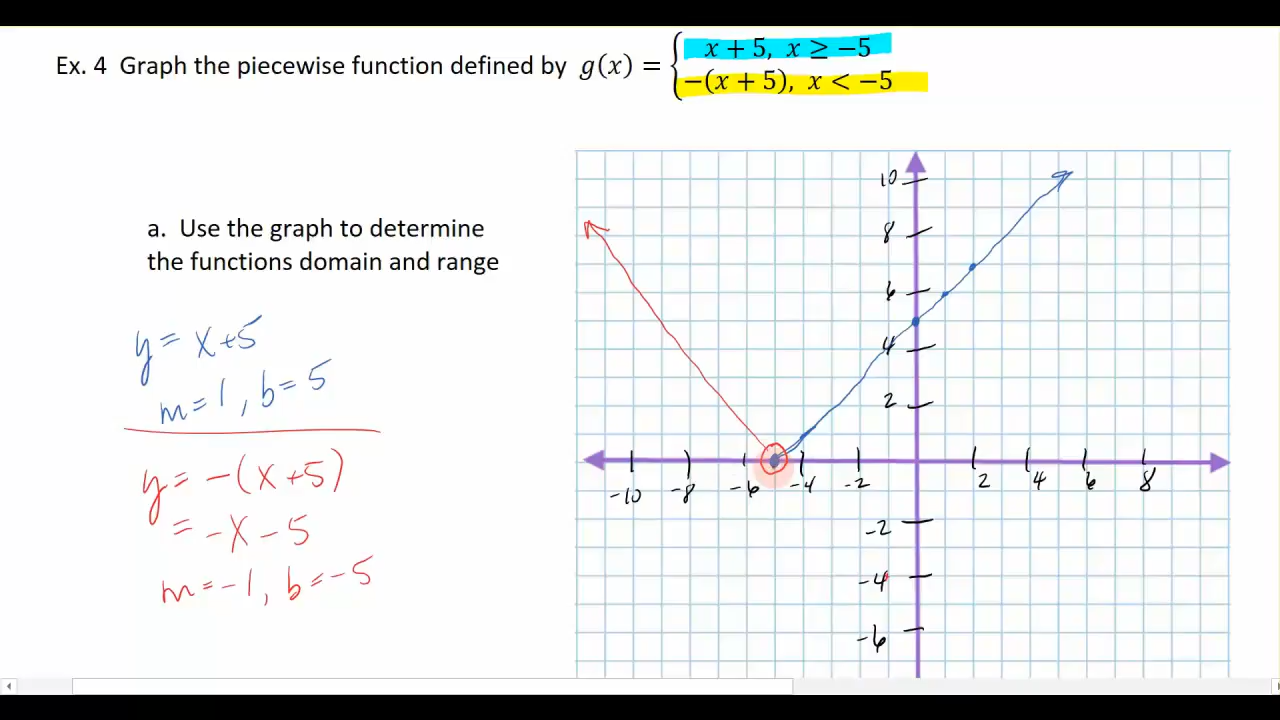 Ex. 4 Graph the piecewise function defined by g(x) = { x + 5, x ≥ −5
−(x + 5), x < −5
a. Use the graph to determine
the functions domain and range
y = x+5
m = 1, b = 5
y = -(x+5)
= -x - 5
m = -1, b = -5
10
8
6
4
2
-10 -8 -6 -4 -2 2 4 6 8
-2
-4
-6